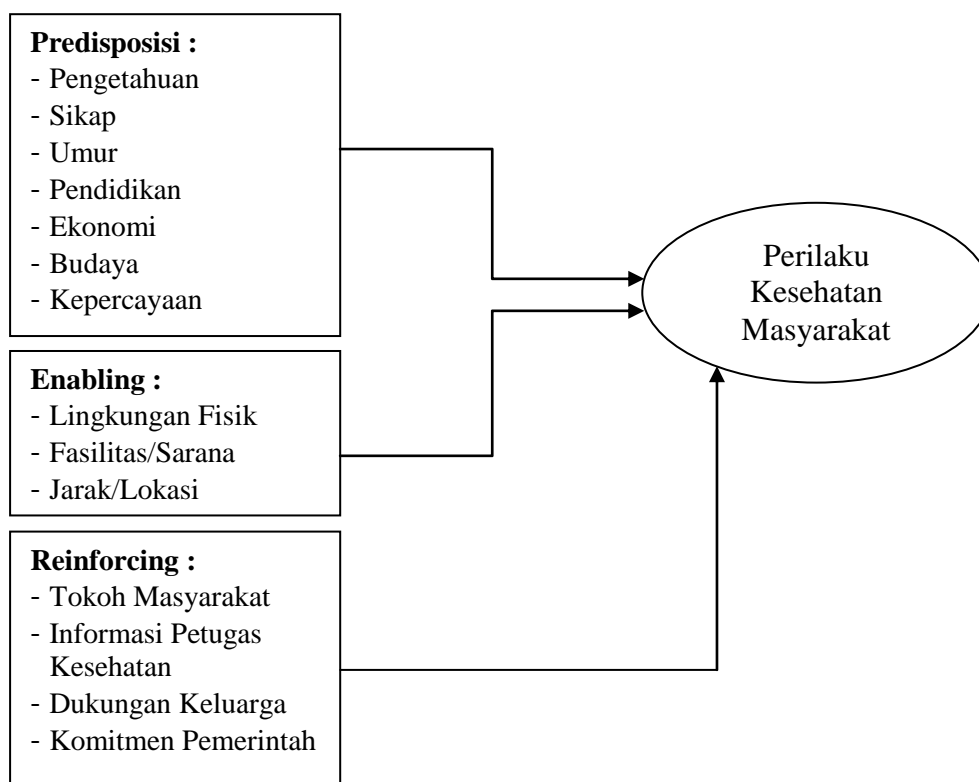 Predisposisi :
- Pengetahuan
- Sikap
- Umur
- Pendidikan
- Ekonomi
- Budaya
- Kepercayaan
Enabling :
- Lingkungan Fisik
- Fasilitas/Sarana
- Jarak/Lokasi
Reinforcing :
- Tokoh Masyarakat
- Informasi Petugas
Kesehatan
- Dukungan Keluarga
- Komitmen Pemerintah
Perilaku
Kesehatan
Masyarakat